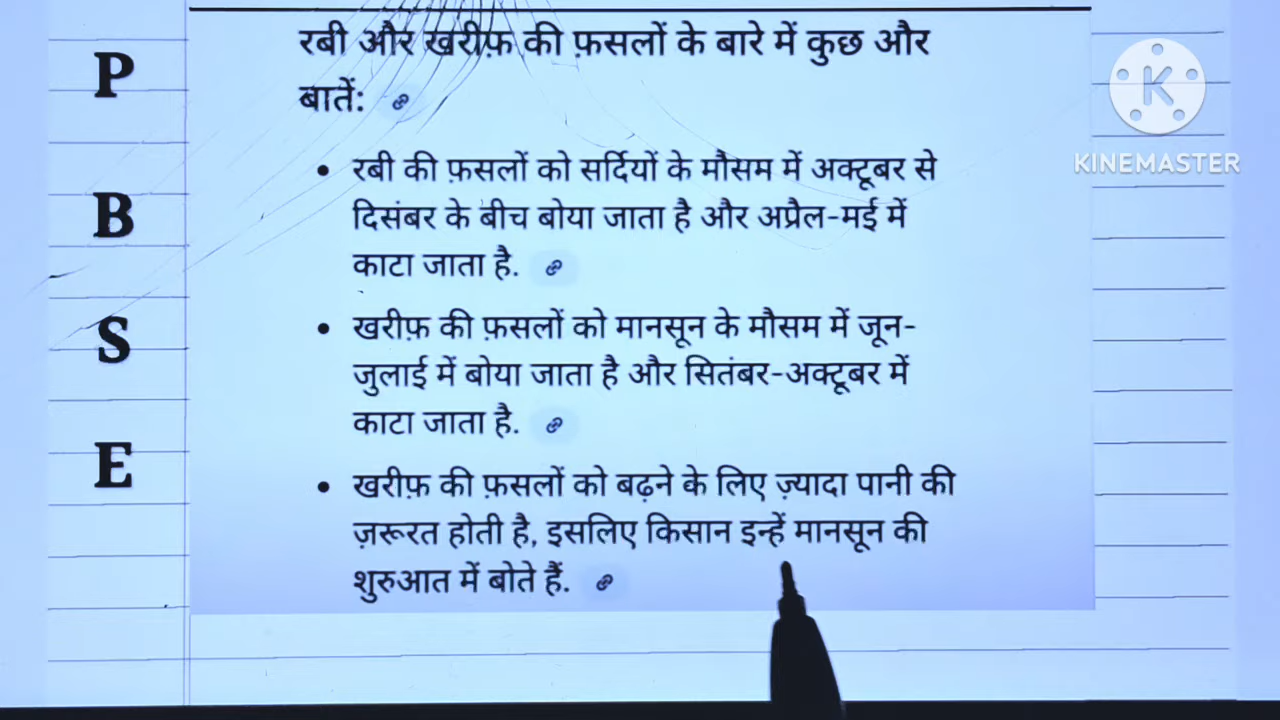 P
B
S
E
रबी और खरीफ़ की फ़सलों के बारे में कुछ और
बातें:
रबी की फ़सलों को सर्दियों के मौसम में अक्टूबर से
दिसंबर के बीच बोया जाता है और अप्रैल-मई में
काटा जाता है.
खरीफ़ की फ़सलों को मानसून के मौसम में जून-
जुलाई में बोया जाता है और सितंबर-अक्टूबर में
काटा जाता है.
खरीफ़ की फ़सलों को बढ़ने के लिए ज़्यादा पानी की
ज़रूरत होती है, इसलिए किसान इन्हें मानसून की
शुरुआत में बोते हैं.
K
KINEMASTER